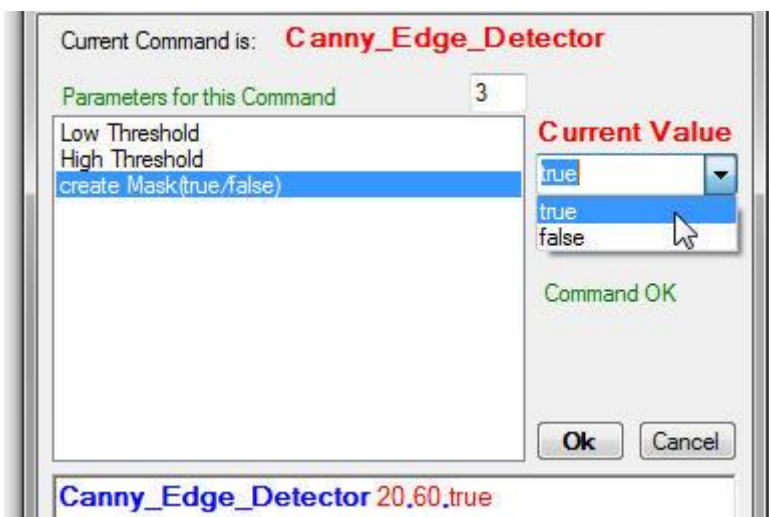 Current Command is: Canny_Edge_Detector
Parameters for this Command 3
Low Threshold
High Threshold
create Mask(true/false)
Current Value
true
true
false
Command OK
Ok Cancel
Canny_Edge_Detector 20,60,true